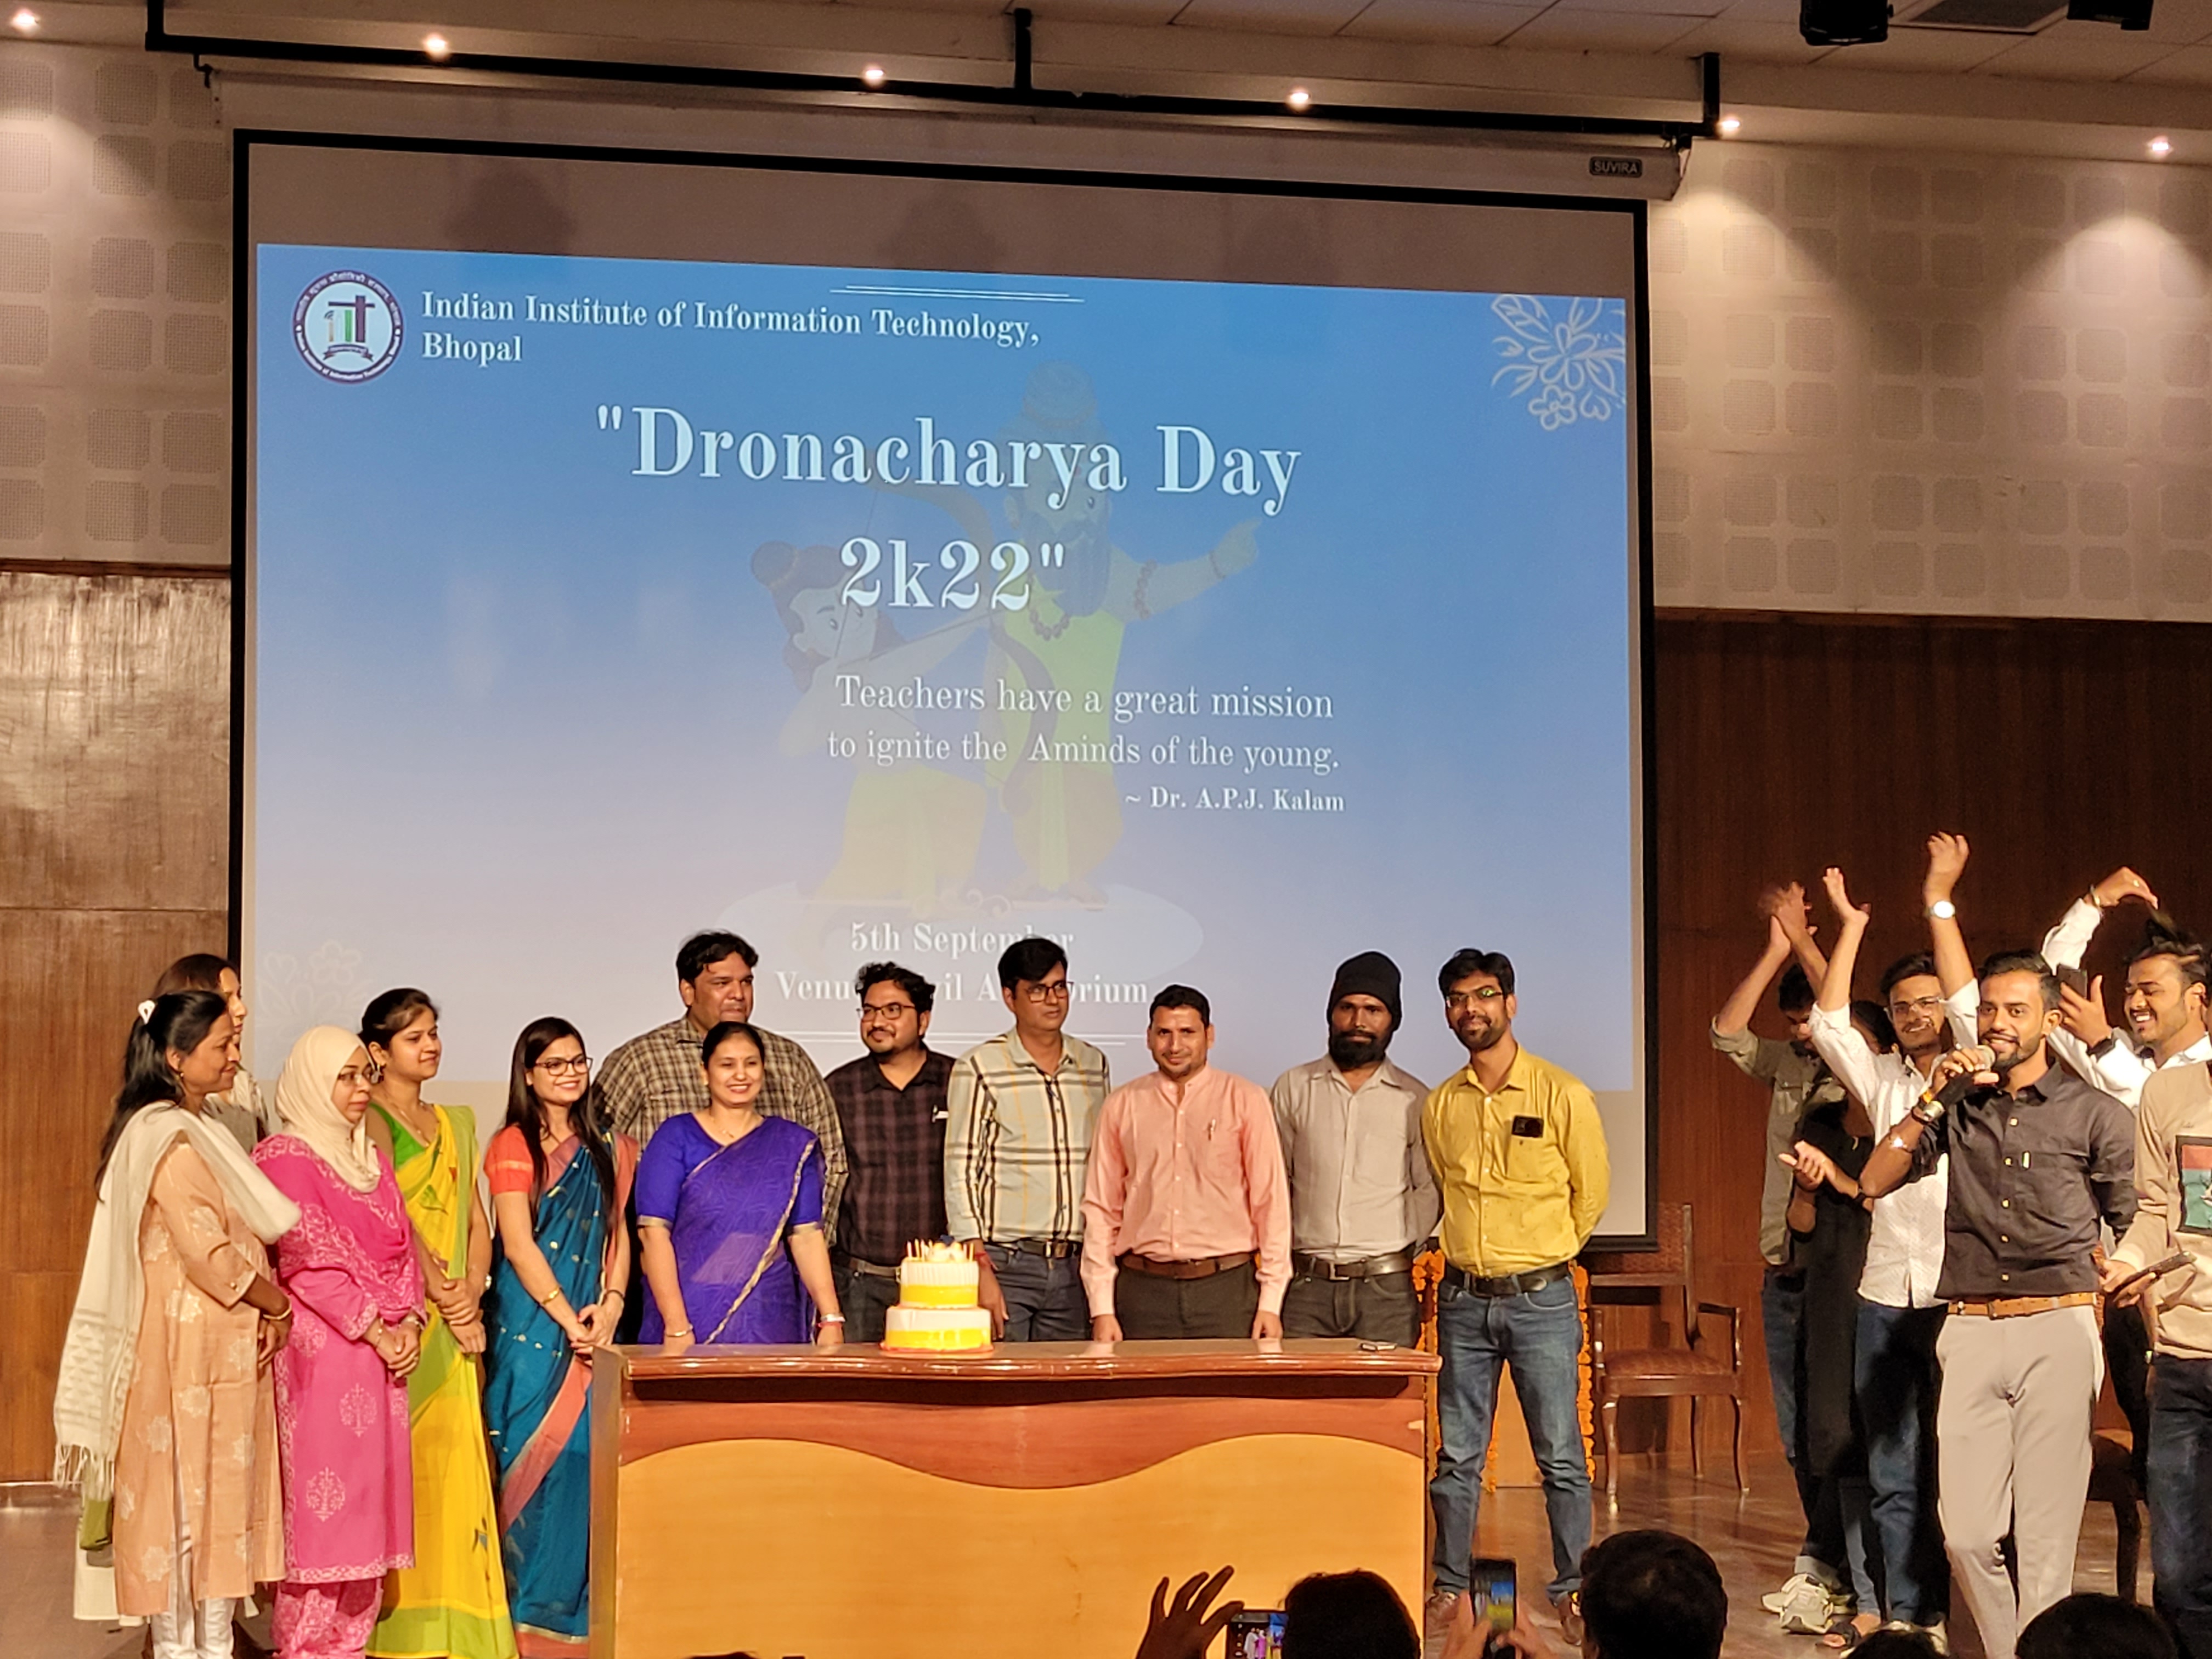 SUVIRA
Indian Institute of Information Technology,
Bhopal
"Dronacharya Day
2k22"
Teachers have a great mission
to ignite the Aminds of the young.
~ Dr. A.P.J. Kalam
5th September